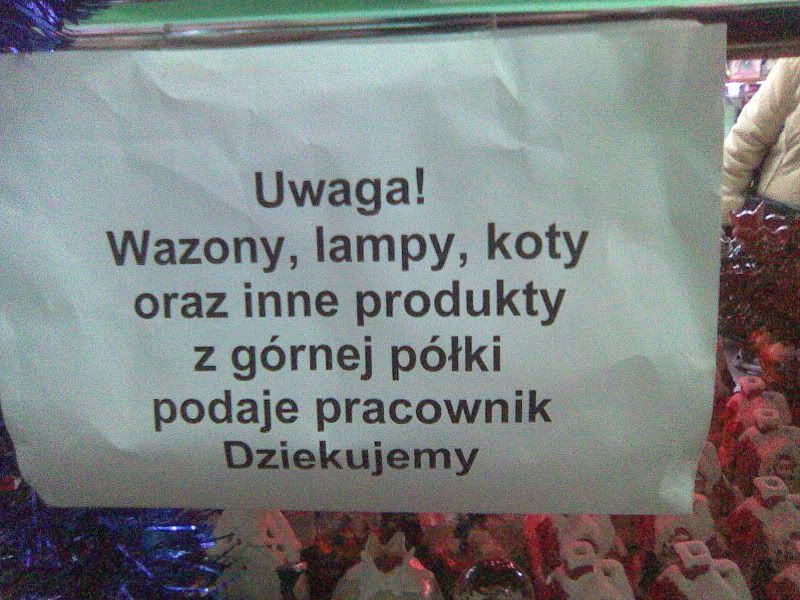 Uwaga!
Wazony, lampy, koty
oraz inne produkty
z górnej półki
podaje pracownik
Dziekujemy